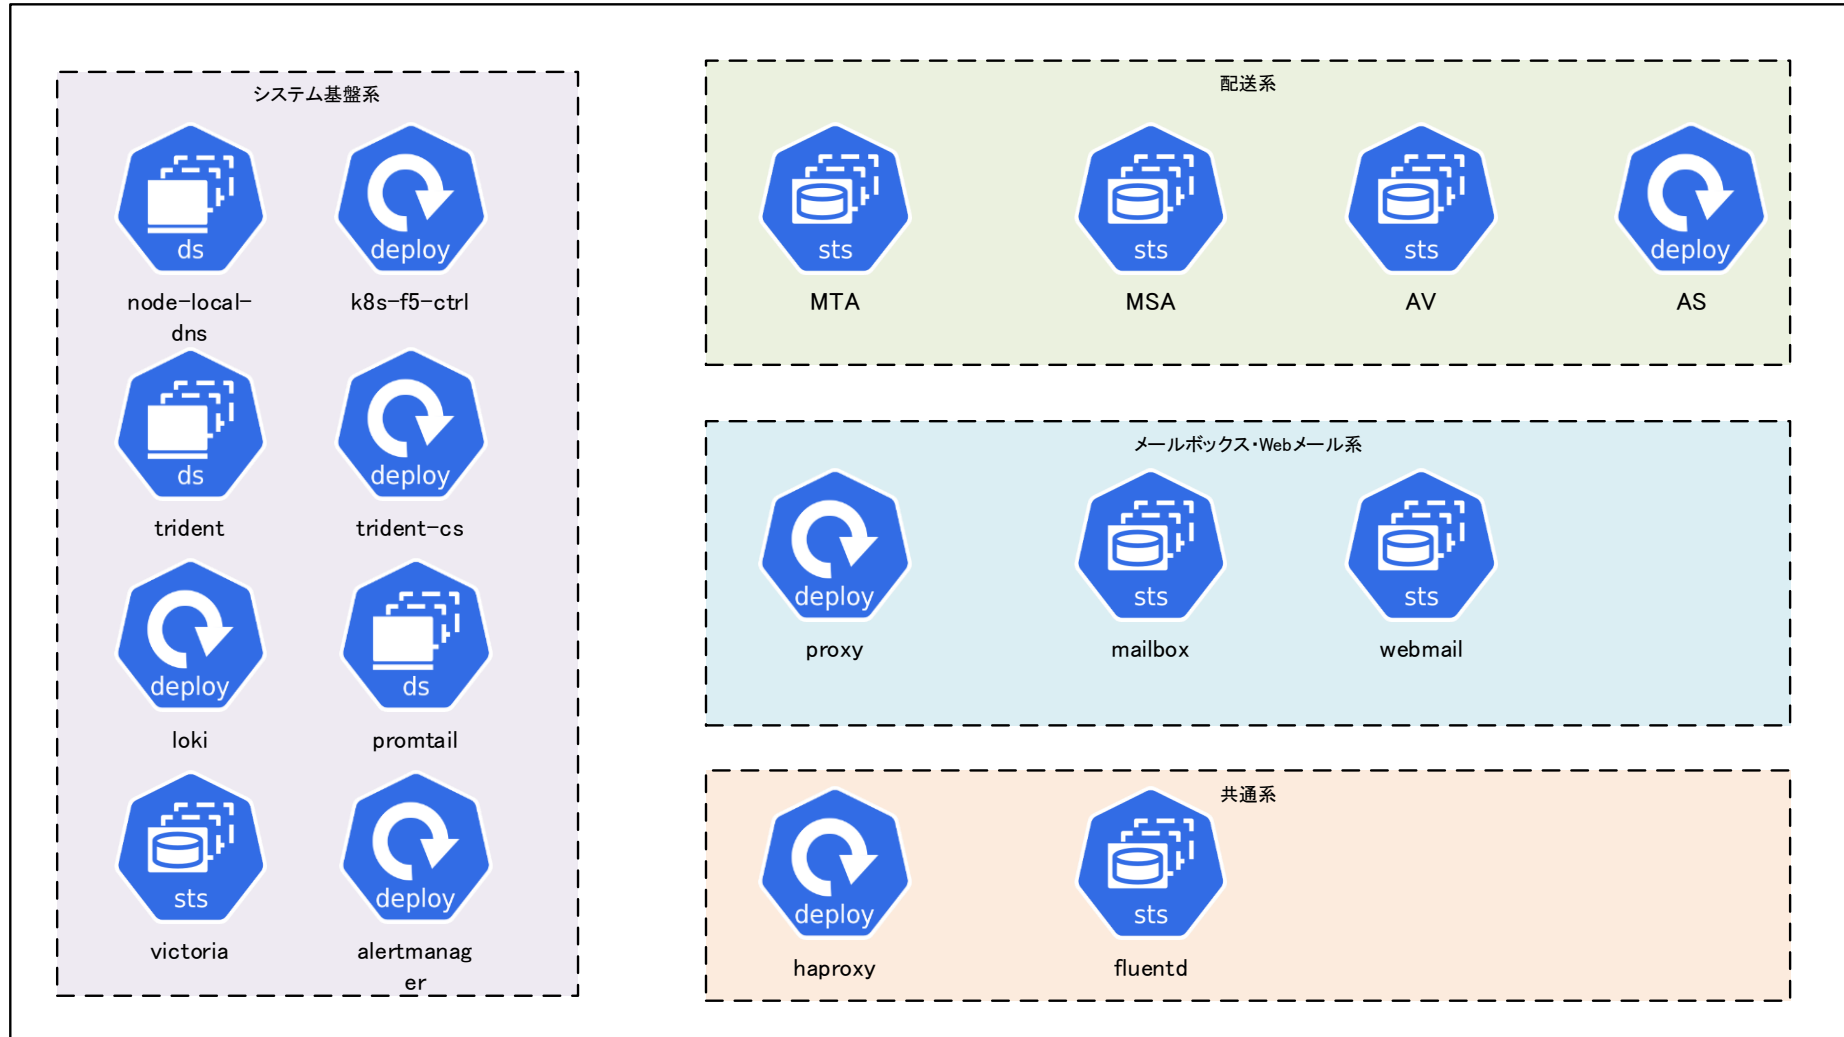 システム基盤系
ds
deploy
node-local-
dns
k8s-f5-ctrl
ds
deploy
trident
trident-cs
deploy
ds
loki
promtail
sts
deploy
victoria
alertmanag
er
配送系
sts
sts
sts
deploy
MTA
MSA
AV
AS
メールボックス・Webメール系
deploy
sts
sts
proxy
mailbox
webmail
共通系
deploy
sts
haproxy
fluentd